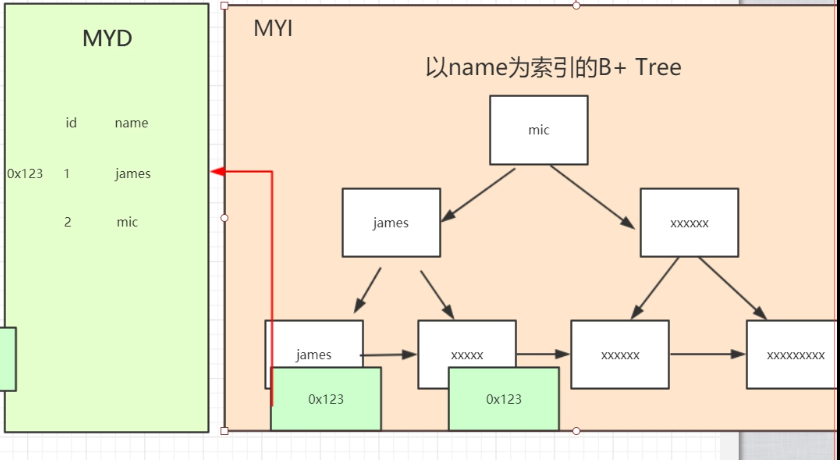 MYD
id name
0x123 1 james
2 mic
MYI
以name为索引的B+ Tree
mic
james
xxxxxx
james
xxxxx
xxxxxx
xxxxxxxxx
0x123
0x123